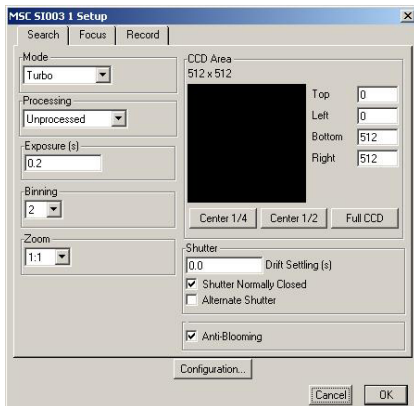 MSC SI003 1 Setup
Search Focus Record
Mode
Turbo
Processing
Unprocessed
Exposure (s)
0.2
Binning
2
Zoom
1:1
CCD Area
512 x 512
Top 0
Left 0
Bottom 512
Right 512
Center 1/4 Center 1/2 Full CCD
Shutter
0.0 Drift Settling (s)
Shutter Normally Closed
Alternate Shutter
Anti-Blooming
Configuration...
Cancel OK